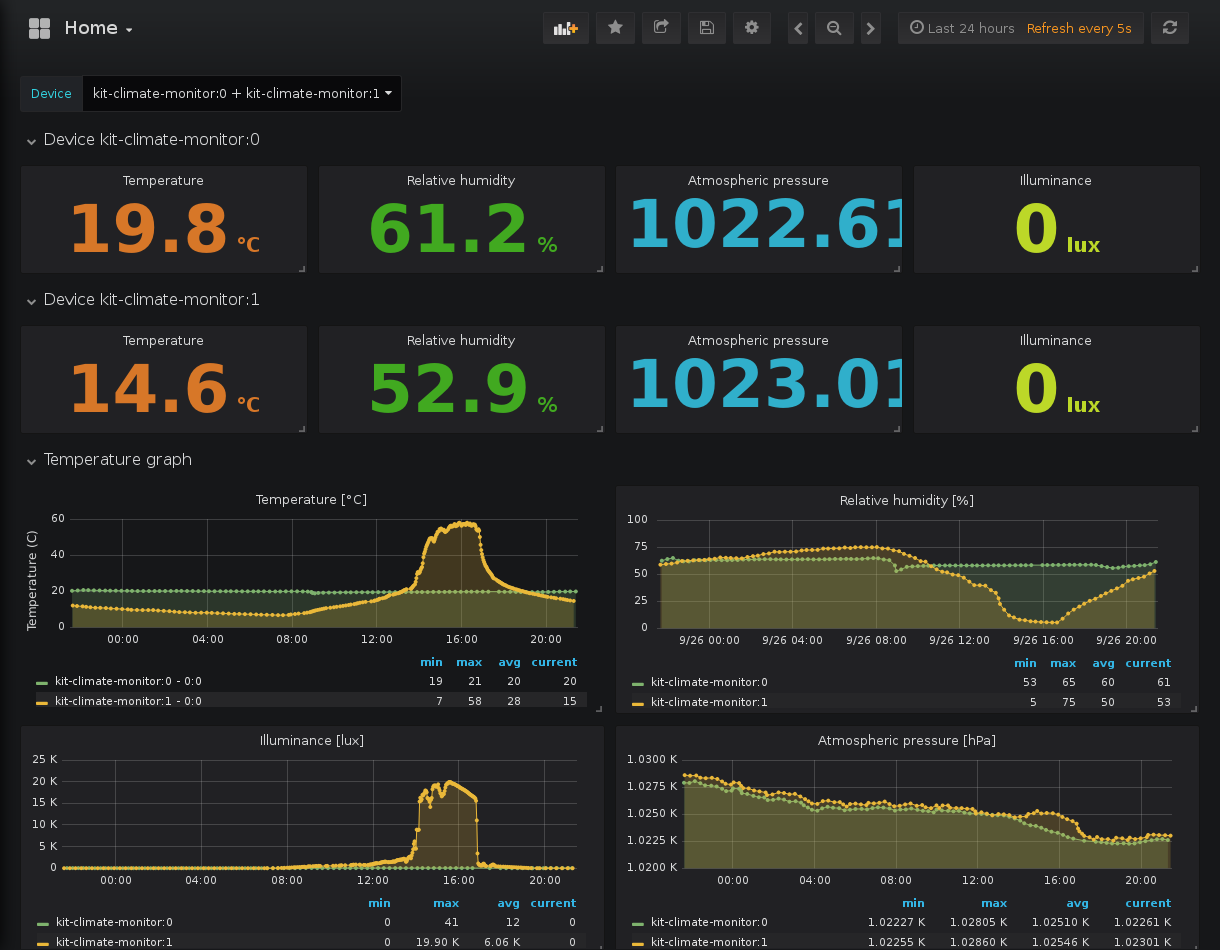 Home
Last 24 hours Refresh every 5s
Device kit-climate-monitor:0 + kit-climate-monitor:1
Device kit-climate-monitor:0
Temperature Relative humidity Atmospheric pressure Illuminance
19.8 °C 61.2 % 1022.61 0 lux
Device kit-climate-monitor:1
Temperature Relative humidity Atmospheric pressure Illuminance
14.6 °C 52.9 % 1023.01 0 lux
Temperature graph
Temperature [°C]
Temperature (C)
60
40
20
0
00:00 04:00 08:00 12:00 16:00 20:00
min max avg current
kit-climate-monitor:0 - 0:0 19 21 20 20
kit-climate-monitor:1 - 0:0 7 58 28 15
Relative humidity [%]
100
75
50
25
0
9/26 00:00 9/26 04:00 9/26 08:00 9/26 12:00 9/26 16:00 9/26 20:00
min max avg current
kit-climate-monitor:0 53 65 60 61
kit-climate-monitor:1 5 75 50 53
Illuminance [lux]
25 K
20 K
15 K
10 K
5 K
0
00:00 04:00 08:00 12:00 16:00 20:00
min max avg current
kit-climate-monitor:0 0 41 12 0
kit-climate-monitor:1 0 19.90 K 6.06 K 0
Atmospheric pressure [hPa]
1.0300 K
1.0275 K
1.0250 K
1.0225 K
1.0200 K
00:00 04:00 08:00 12:00 16:00 20:00
min max avg current
kit-climate-monitor:0 1.02227 K 1.02805 K 1.02510 K 1.02261 K
kit-climate-monitor:1 1.02255 K 1.02860 K 1.02546 K 1.02301 K